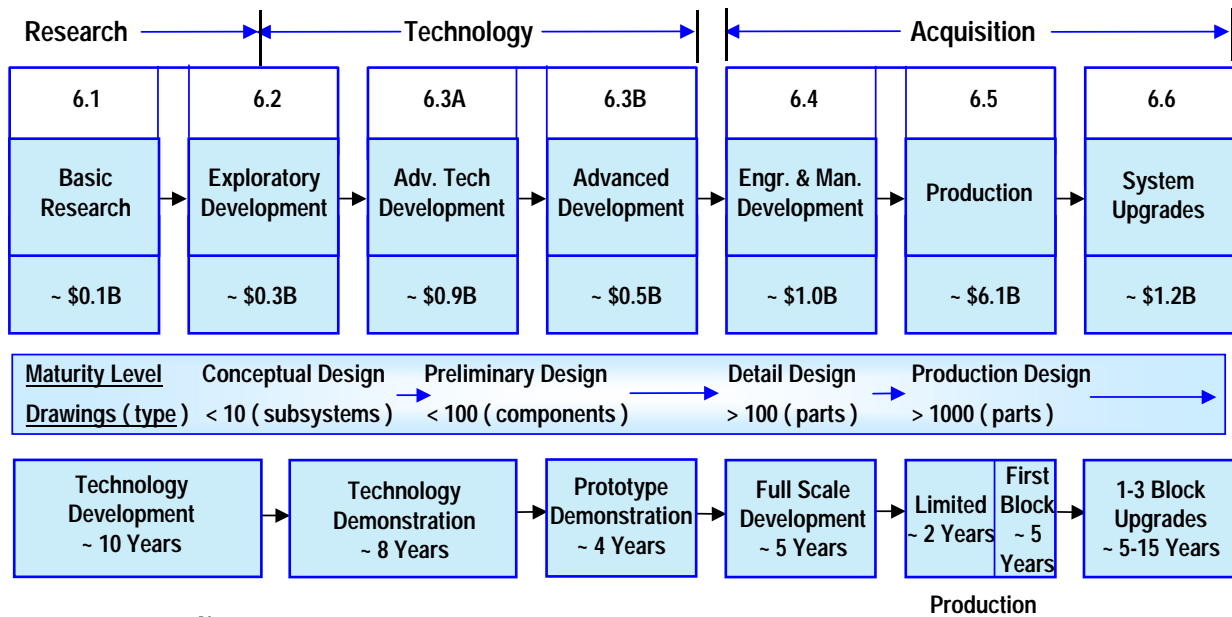 Research Technology Acquisition
6.1 6.2 6.3A 6.3B 6.4 6.5 6.6
Basic
Research
Exploratory
Development
Adv. Tech
Development
Advanced
Development
Engr. & Man.
Development
Production
System
Upgrades
~ $0.1B ~ $0.3B ~ $0.9B ~ $0.5B ~ $1.0B ~ $6.1B ~ $1.2B
Maturity Level Conceptual Design Preliminary Design Detail Design Production Design
Drawings ( type ) < 10 ( subsystems ) < 100 ( components ) > 100 ( parts ) > 1000 ( parts )
Technology
Development
~ 10 Years
Technology
Demonstration
~ 8 Years
Prototype
Demonstration
~ 4 Years
Full Scale
Development
~ 5 Years
Limited
~ 2 Years
First
Block
~ 5
Years
1-3 Block
Upgrades
~ 5-15 Years
Production